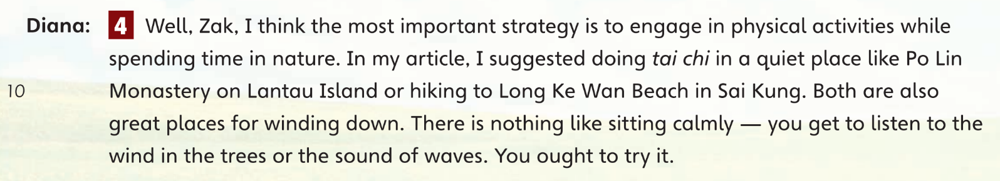 Diana: 4 Well, Zak, I think the most important strategy is to engage in physical activities while
spending time in nature. In my article, I suggested doing tai chi in a quiet place like Po Lin
10 Monastery on Lantau Island or hiking to Long Ke Wan Beach in Sai Kung. Both are also
great places for winding down. There is nothing like sitting calmly — you get to listen to the
wind in the trees or the sound of waves. You ought to try it.